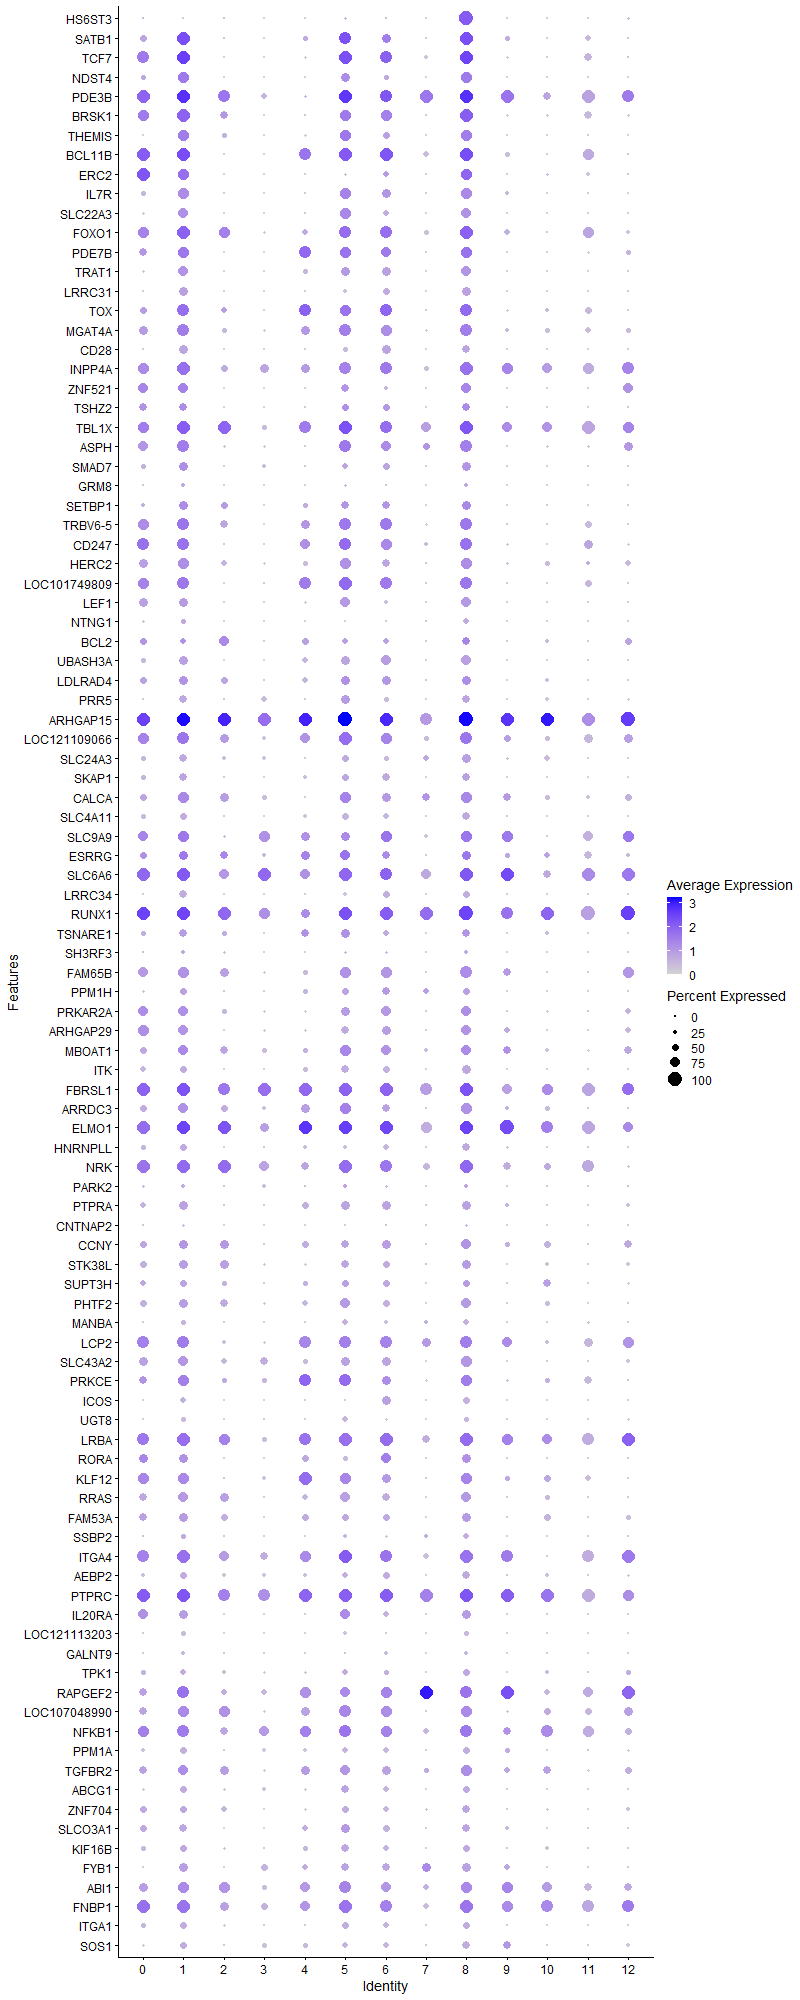 HS6ST3
SATB1
TCF7
NDST4
PDE3B
BRSK1
THEMIS
BCL11B
ERC2
IL7R
SLC22A3
FOXO1
PDE7B
TRAT1
LRRC31
TOX
MGAT4A
CD28
INPP4A
ZNF521
TSHZ2
TBL1X
ASPH
SMAD7
GRM8
SETBP1
TRBV6-5
CD247
HERC2
LOC101749809
LEF1
NTNG1
BCL2
UBASH3A
LDLRAD4
PRR5
ARHGAP15
LOC121109066
SLC24A3
SKAP1
CALCA
SLC4A11
SLC9A9
ESRRG
SLC6A6
LRRC34
RUNX1
TSNARE1
SH3RF3
FAM65B
PPM1H
PRKAR2A
ARHGAP29
MBOAT1
ITK
FBRSL1
ARRDC3
ELMO1
HNRNPLL
NRK
PARK2
PTPRA
CNTNAP2
CCNY
STK38L
SUPT3H
PHTF2
MANBA
LCP2
SLC43A2
PRKCE
ICOS
UGT8
LRBA
RORA
KLF12
RRAS
FAM53A
SSBP2
ITGA4
AEBP2
PTPRC
IL20RA
LOC121113203
GALNT9
TPK1
RAPGEF2
LOC107048990
NFKB1
PPM1A
TGFBR2
ABCG1
ZNF704
SLCO3A1
KIF16B
FYB1
ABI1
FNBP1
ITGA1
SOS1
Features
0 1 2 3 4 5 6 7 8 9 10 11 12
Identity
Average Expression
3
2
1
0
Percent Expressed
0
25
50
75
100